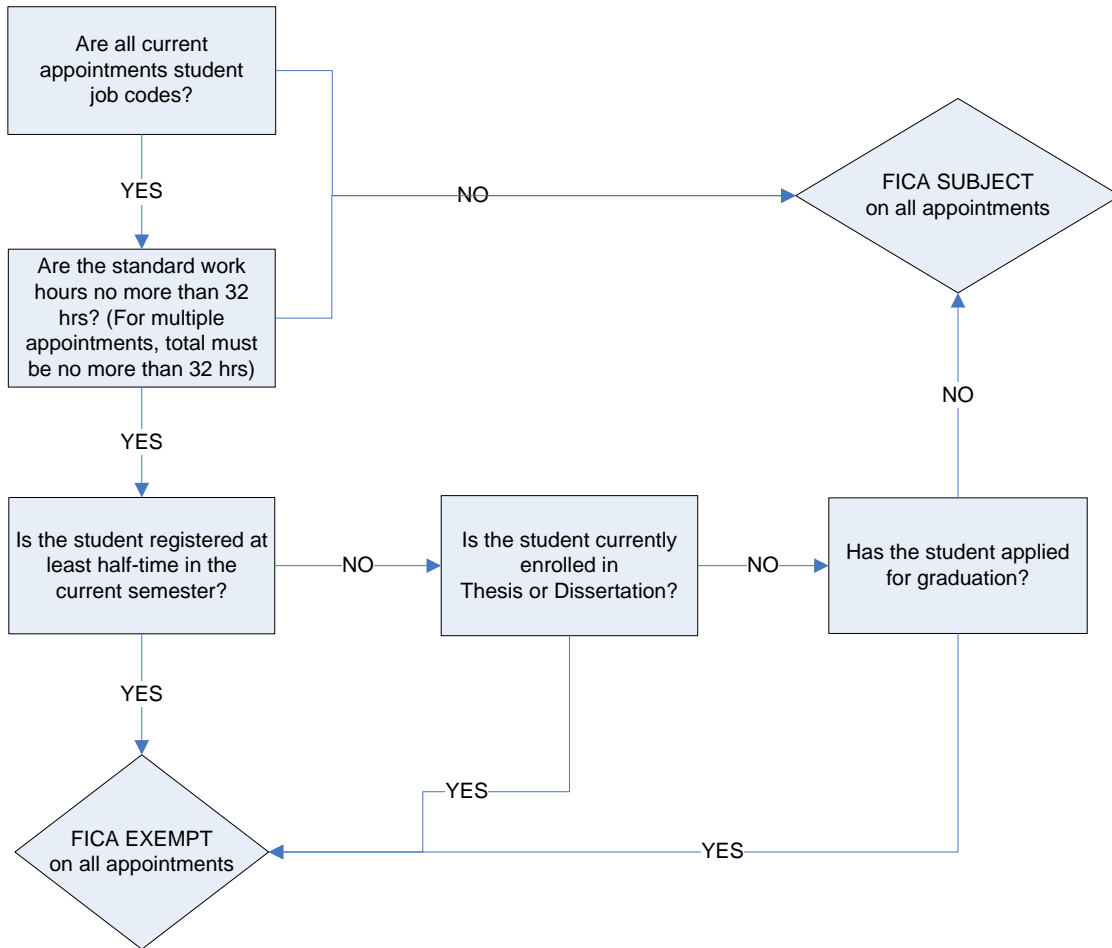 Are all current
appointments student
job codes?
YES
NO
FICA SUBJECT
on all appointments
Are the standard work
hours no more than 32
hrs? (For multiple
appointments, total must
be no more than 32 hrs)
YES
NO
Is the student registered at
least half-time in the
current semester?
NO
Is the student currently
enrolled in
Thesis or Dissertation?
NO
Has the student applied
for graduation?
YES
YES
FICA EXEMPT
on all appointments
YES